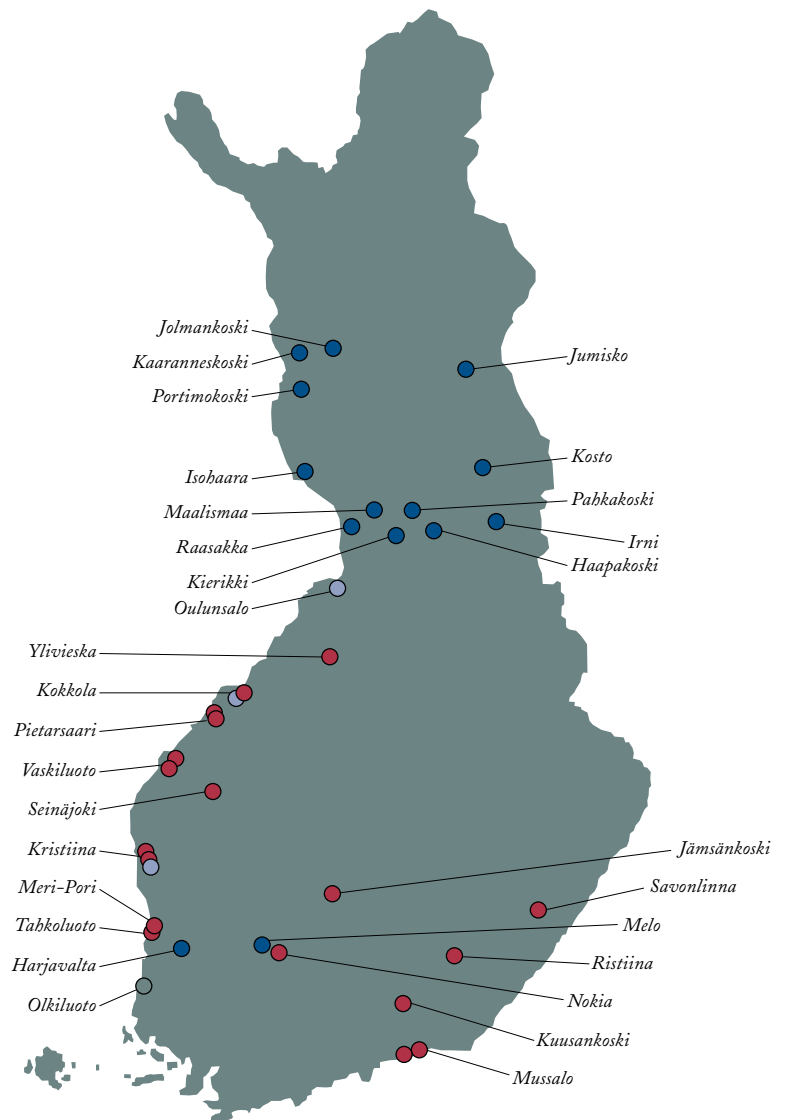 Jolmankoski
Kaaranneskoski
Jumisko
Portimokoski
Kosto
Isohaara
Pahkakoski
Maalismaa
Irni
Raasakka
Haapakoski
Kierikki
Oulunsalo
Ylivieska
Kokkola
Pietarsaari
Vaskiluoto
Seinäjoki
Kristiina
Jämsänkoski
Meri-Pori
Savonlinna
Tahkoluoto
Melo
Harjavalta
Ristiina
Olkiluoto
Nokia
Kuusankoski
Mussalo